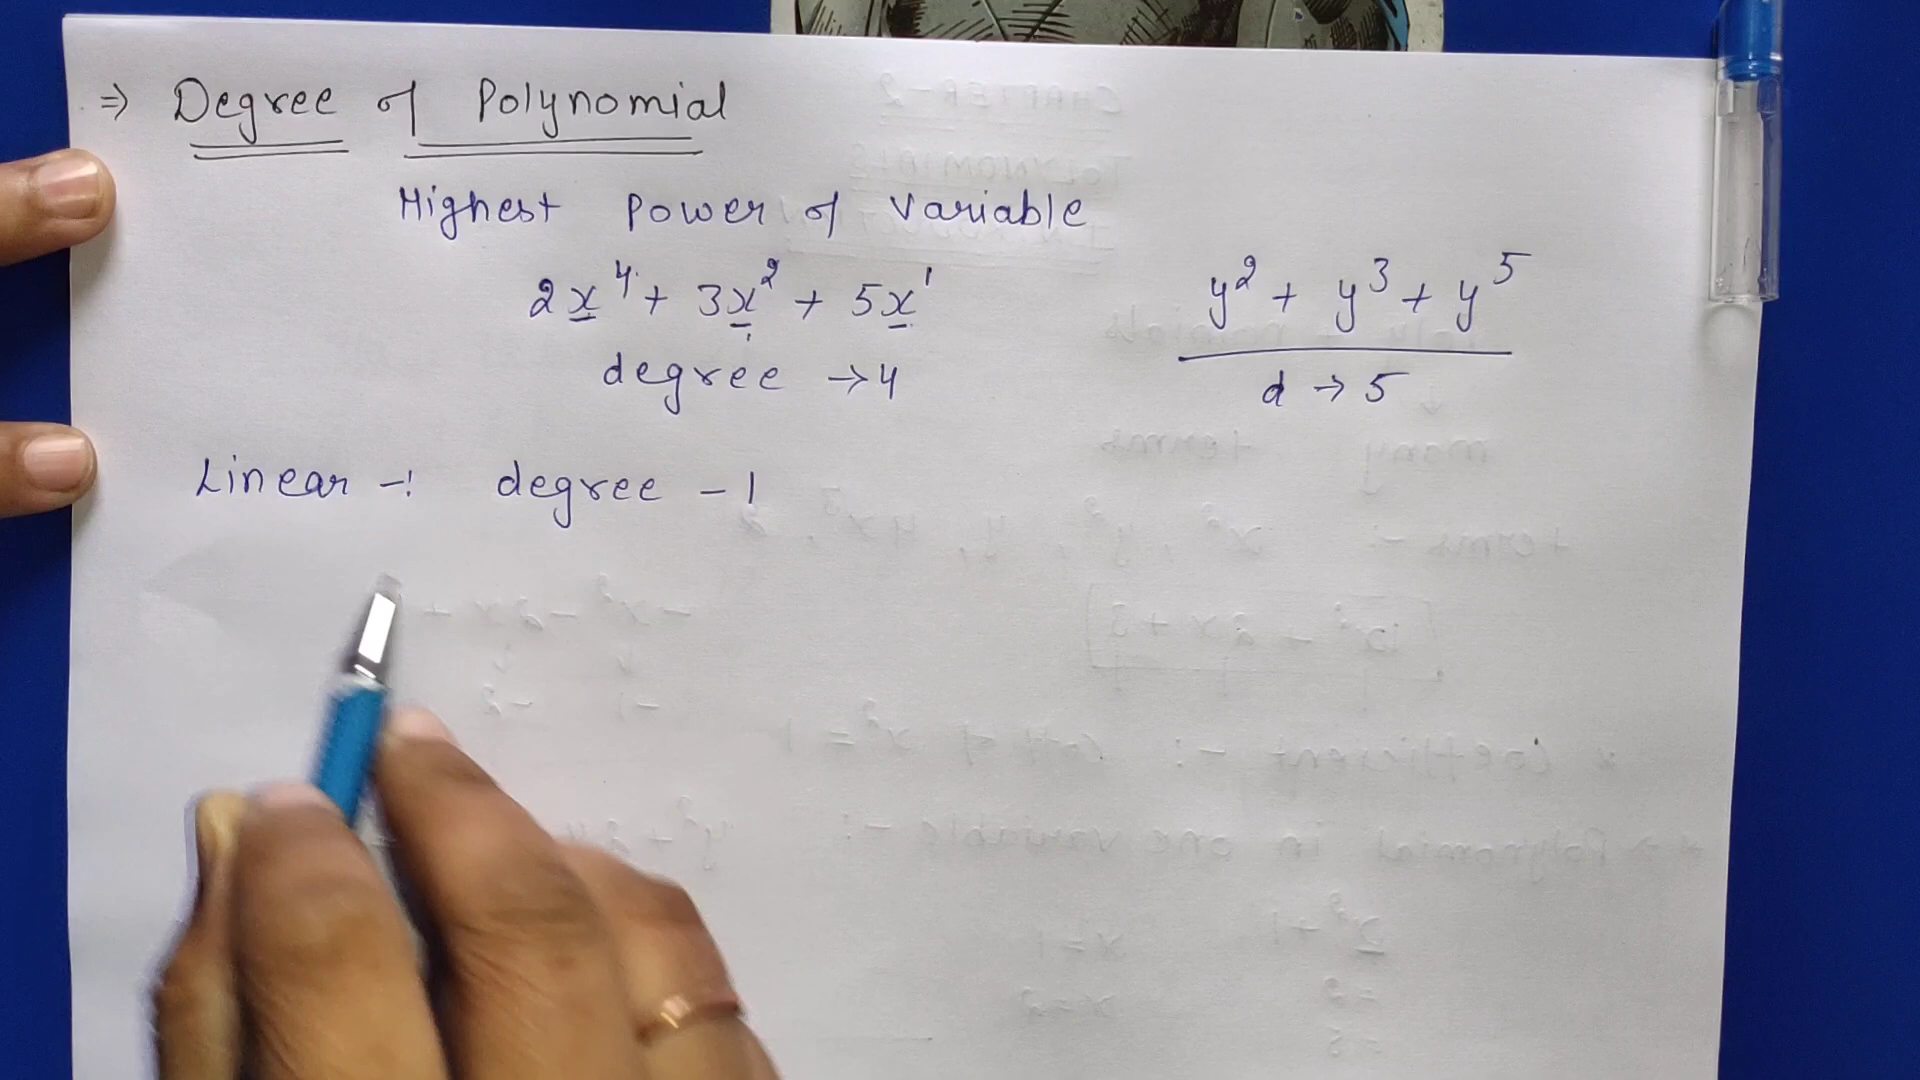 ⇒ Degree of Polynomial
Highest Power of variable
2x⁴ + 3x² + 5x¹
degree → 4
y² + y³ + y⁵
d → 5
Linear -: degree - 1